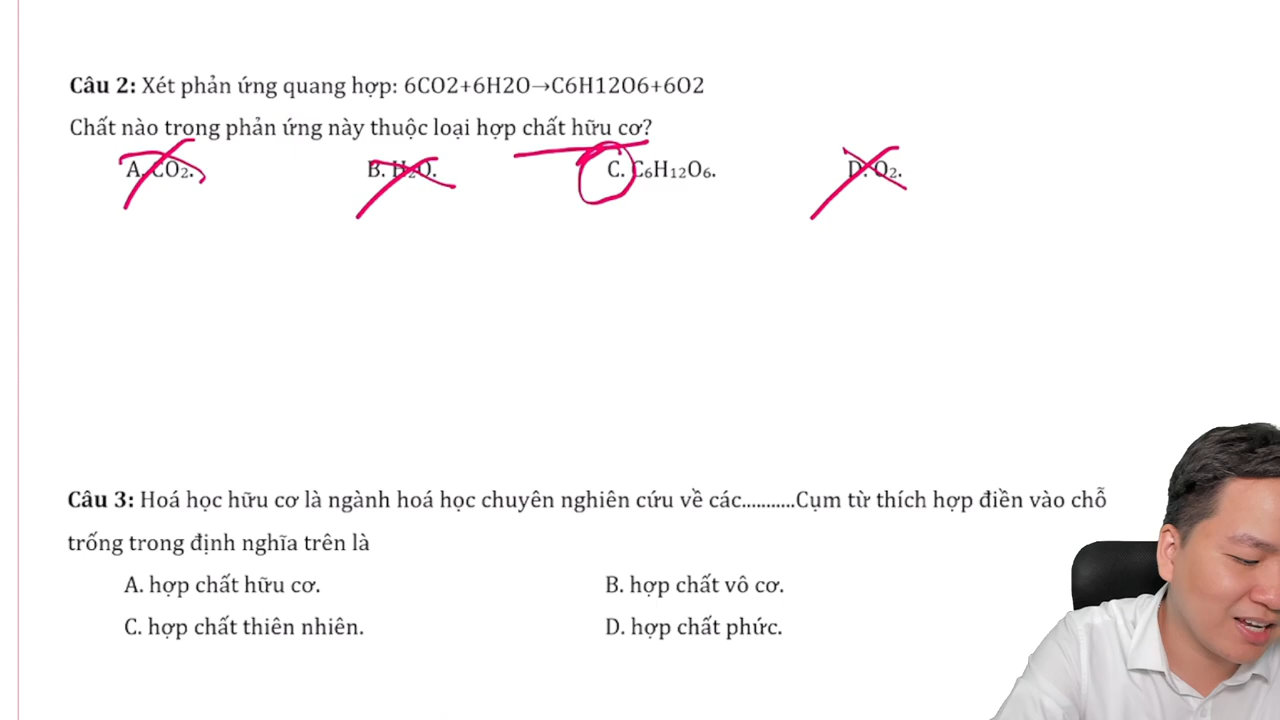 Câu 2: Xét phản ứng quang hợp: 6CO2+6H2O→C6H12O6+6O2
Chất nào trong phản ứng này thuộc loại hợp chất hữu cơ?
A. CO₂. B. H₂O. C. C₆H₁₂O₆. D. O₂.
Câu 3: Hoá học hữu cơ là ngành hoá học chuyên nghiên cứu về các...........Cụm từ thích hợp điền vào chỗ
trống trong định nghĩa trên là
A. hợp chất hữu cơ. B. hợp chất vô cơ.
C. hợp chất thiên nhiên. D. hợp chất phức.